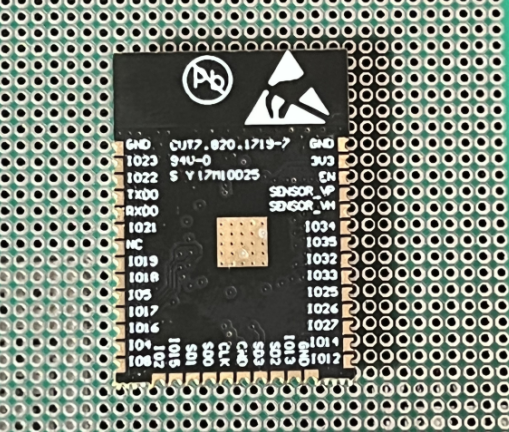 Pb
GND CUT7.820.1719-7 GND
IO23 94V-0 3V3
IO22 S Y17M10D25 EN
TXD0 SENSOR_VP
RXD0 SENSOR_VN
IO21 IO34
NC IO35
IO19 IO32
IO18 IO33
IO5 IO25
IO17 IO26
IO16 IO27
IO4 IO14
IO0 IO12
IO2 IO15 SD1 SD0 CLK CMD SD3 SD2 IO13 GND